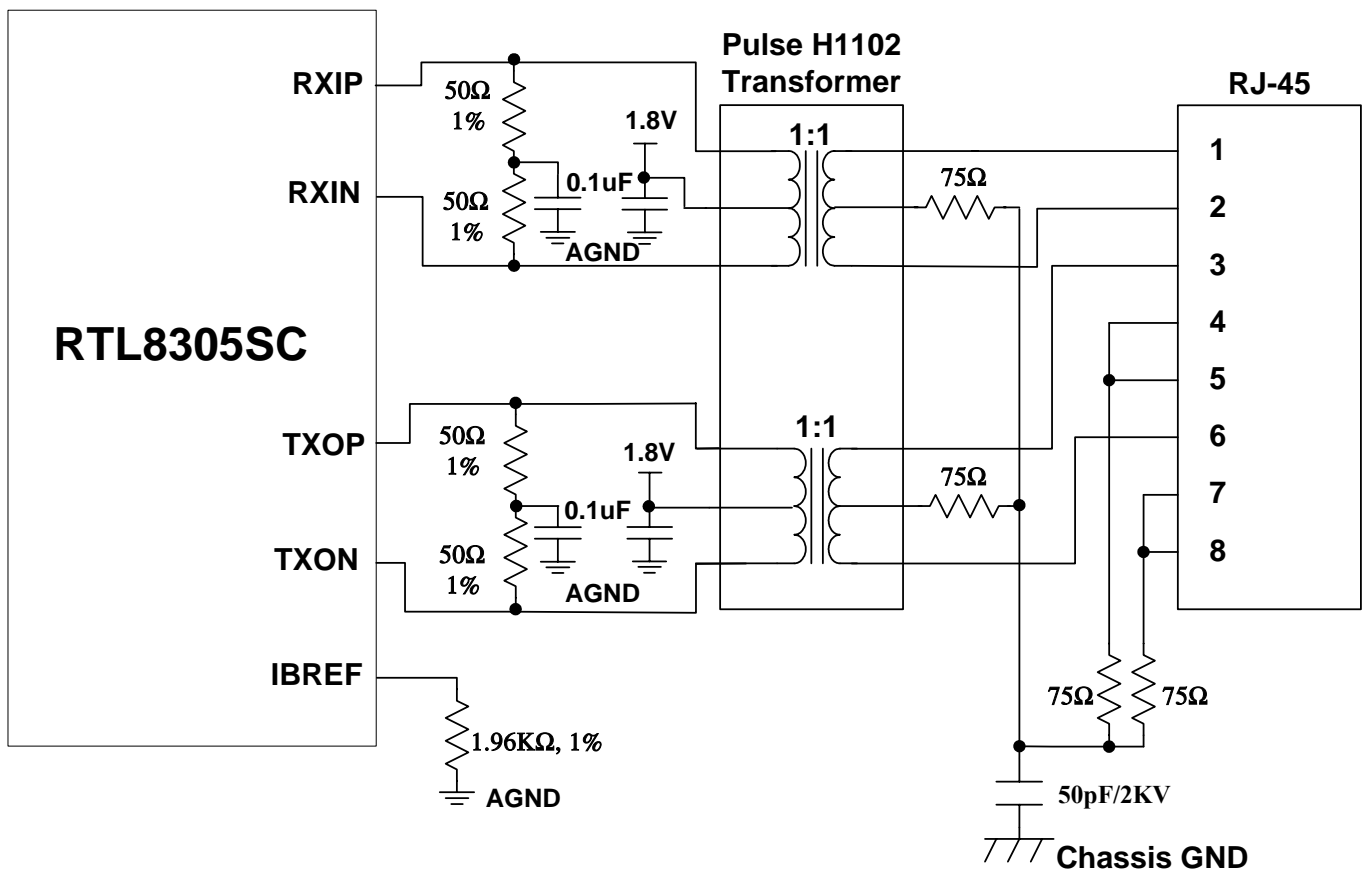 Pulse H1102
Transformer
RJ-45
RXIP
50Ω
1%
1.8V
1:1
1
75Ω
0.1uF
RXIN
50Ω
1%
2
AGND
3
RTL8305SC
4
5
TXOP
50Ω
1%
1.8V
1:1
6
75Ω
7
0.1uF
TXON
50Ω
1%
8
AGND
IBREF
75Ω
75Ω
1.96KΩ, 1%
AGND
50pF/2KV
Chassis GND